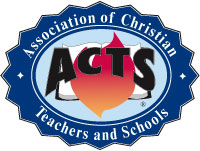 Association of Christian
ACTS
®
Teachers and Schools